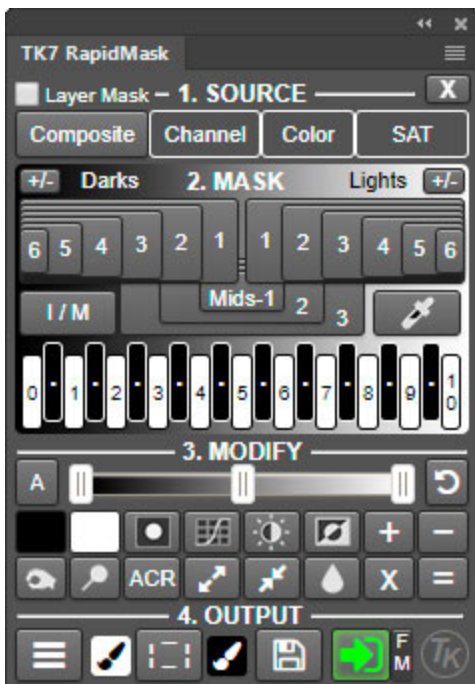 TK7 RapidMask
Layer Mask 1. SOURCE X
Composite Channel Color SAT
+/- Darks 2. MASK Lights +/-
6 5 4 3 2 1 1 2 3 4 5 6
I / M Mids-1 2 3
0 - 1 - 2 - 3 - 4 - 5 - 6 - 7 - 8 - 9 - 10
3. MODIFY
A
+ −
ACR X =
4. OUTPUT
F
M
TK